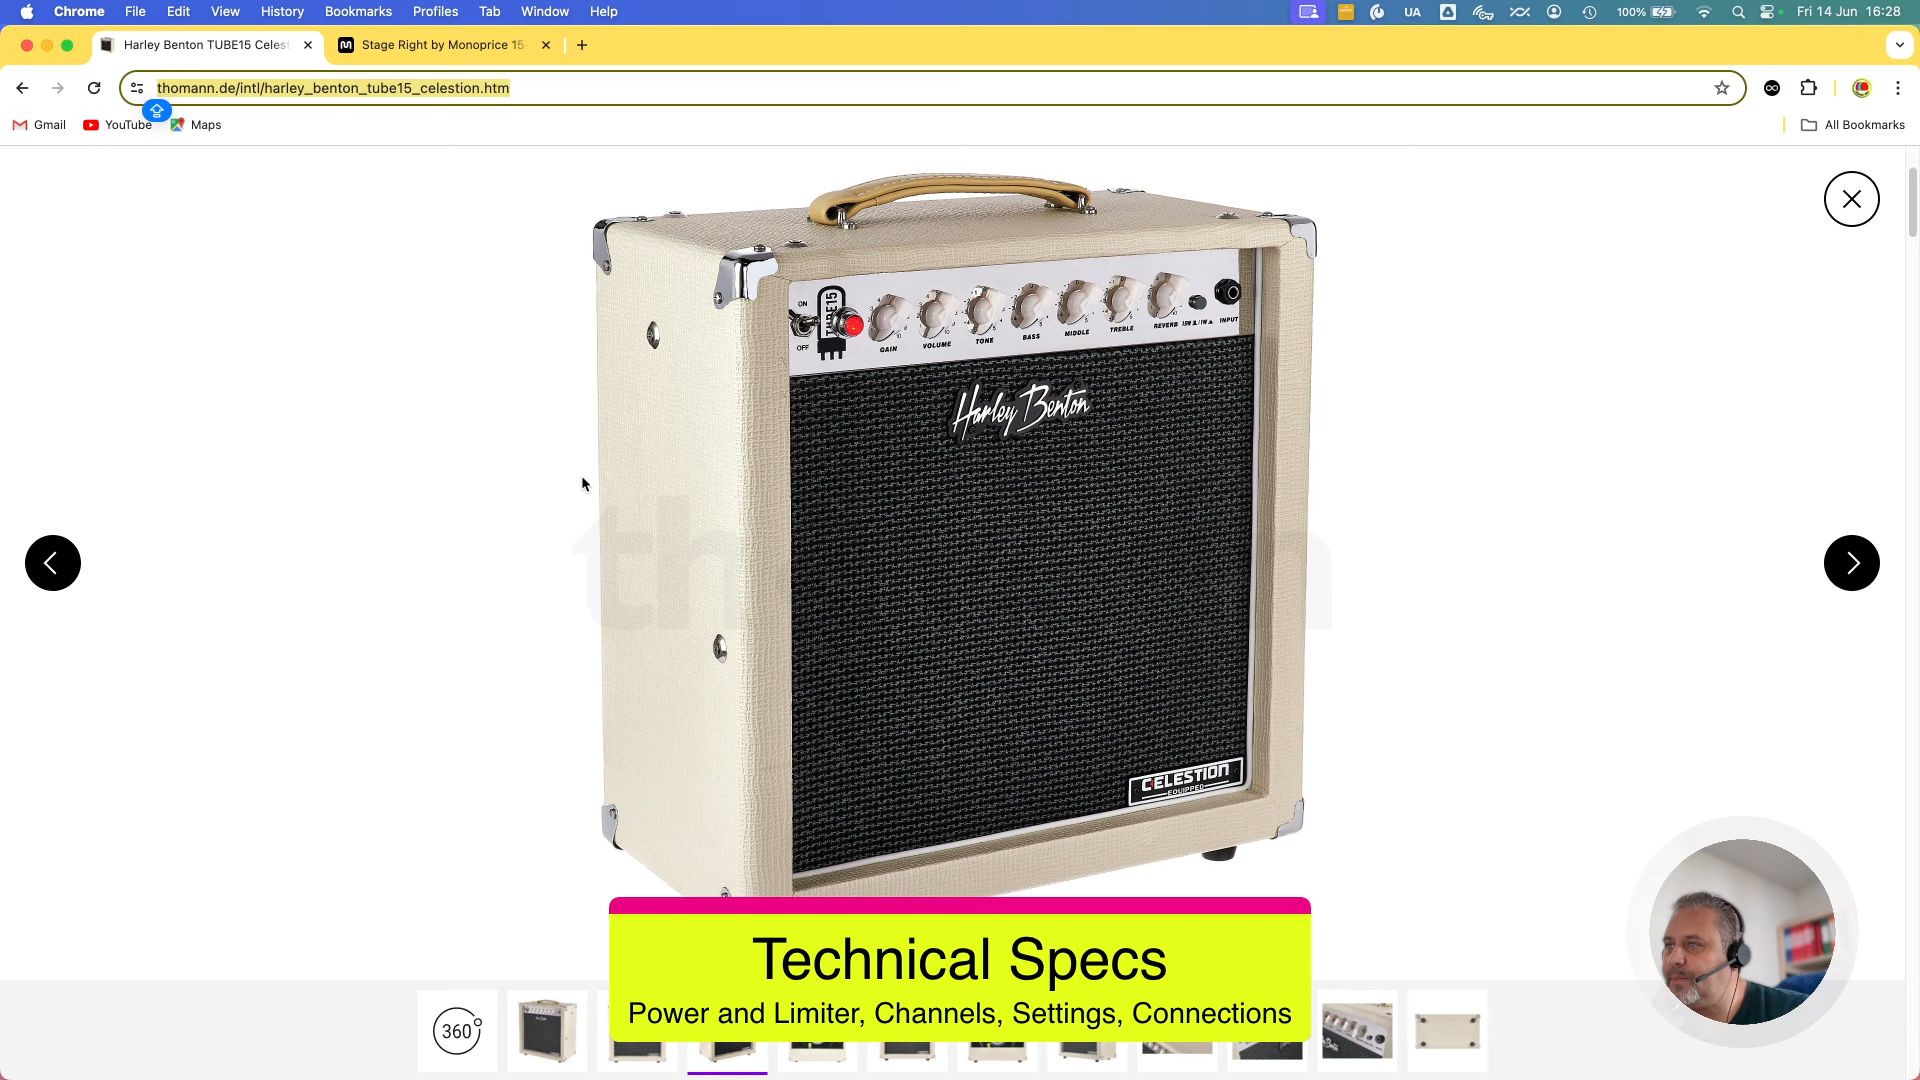 Chrome File Edit View History Bookmarks Profiles Tab Window Help
UA 100% Fri 14 Jun 16:28
Harley Benton TUBE15 Celest
Stage Right by Monoprice 15
thomann.de/intl/harley_benton_tube15_celestion.htm
Gmail YouTube Maps All Bookmarks
ON
OFF
TUBE15
GAIN VOLUME TONE BASS MIDDLE TREBLE REVERB 15W / 1W INPUT
Harley Benton
th n
CELESTION
EQUIPPED
Technical Specs
Power and Limiter, Channels, Settings, Connections
360°